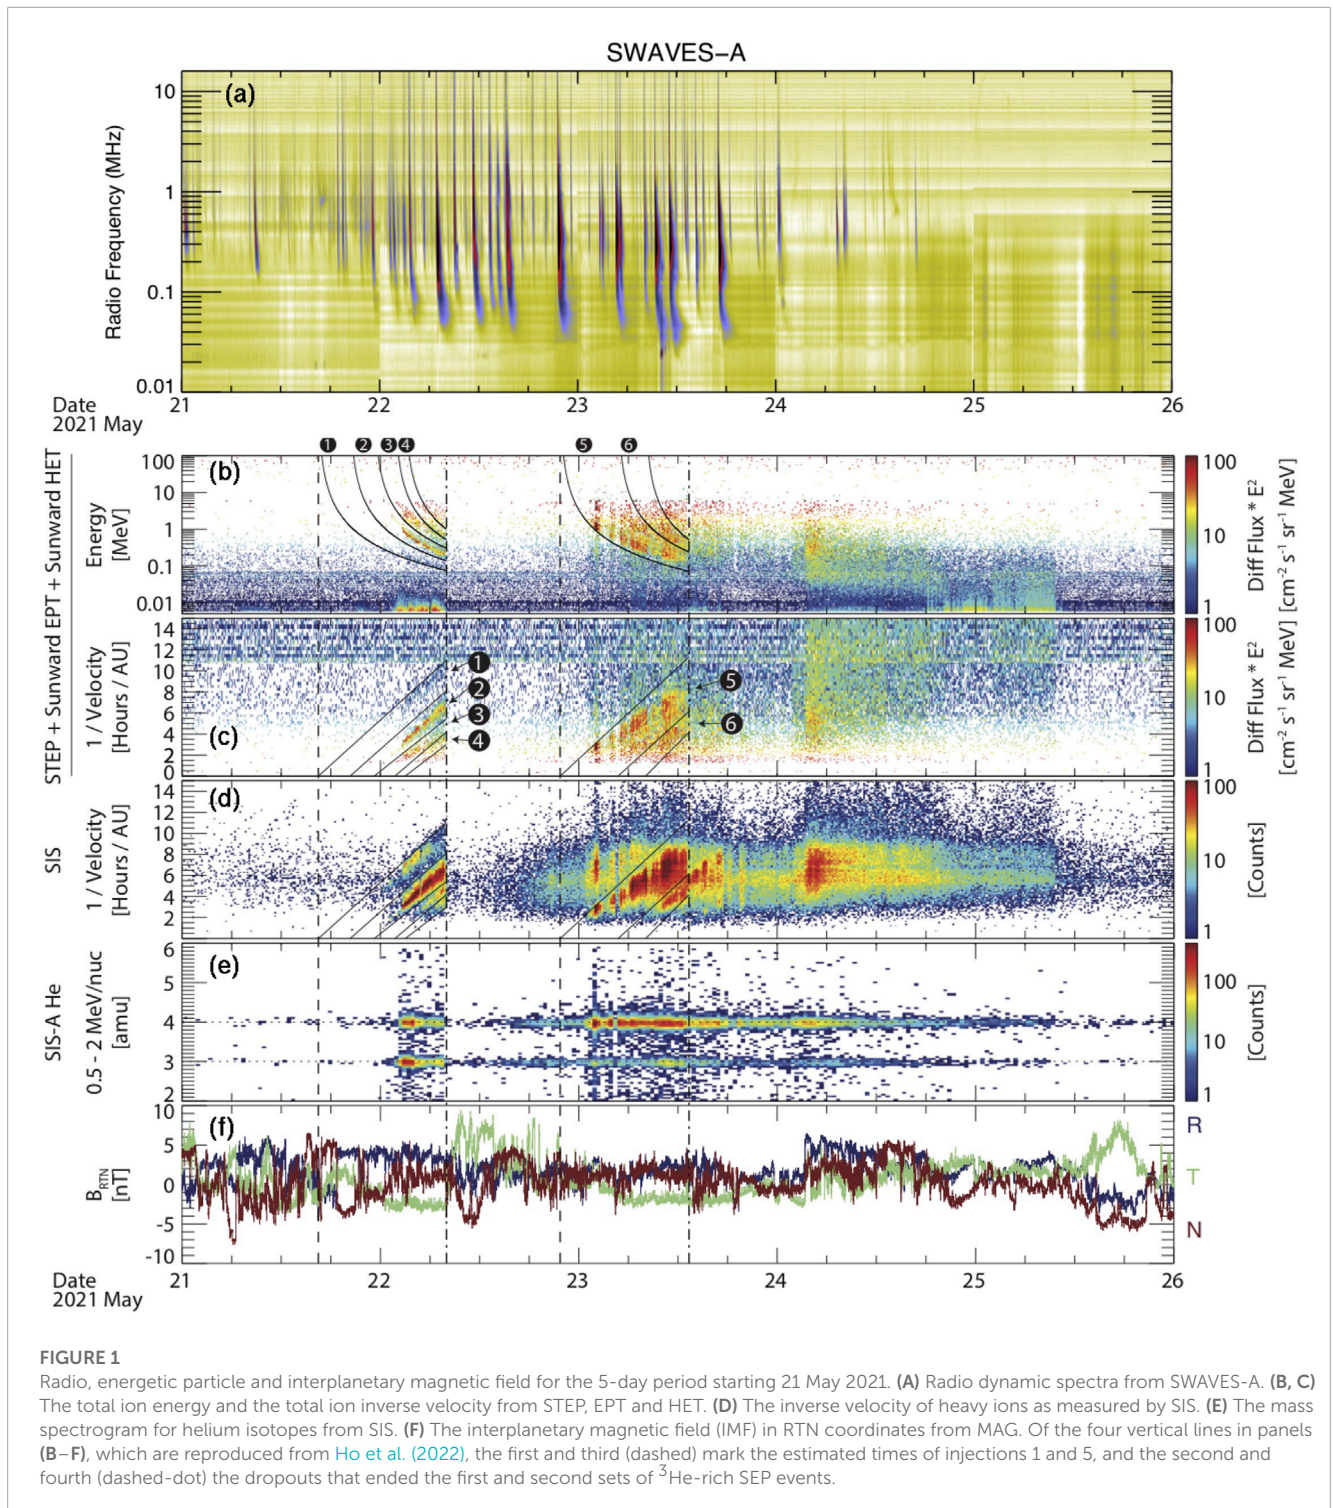 SWAVES-A
(a)
Radio Frequency (MHz)
10
1
0.1
0.01
21 22 23 24 25 26
Date
2021 May
❶ ❷ ❸ ❹ ❺ ❻
STEP + Sunward EPT + Sunward HET
(b)
Energy
[MeV]
100
10
1
0.1
0.01
100
10
1
Diff Flux * E²
[cm⁻² s⁻¹ sr⁻¹ MeV]
(c)
1 / Velocity
[Hours / AU]
14
12
10
8
6
4
2
0
❶
❷
❸
❹
❺
❻
100
10
1
Diff Flux * E²
[cm⁻² s⁻¹ sr⁻¹ MeV]
(d)
SIS
1 / Velocity
[Hours / AU]
14
12
10
8
6
4
2
100
10
1
[Counts]
(e)
SIS-A He
0.5 - 2 MeV/nuc
[amu]
6
5
4
3
2
100
10
1
[Counts]
(f)
B_RTN
[nT]
10
5
0
-5
-10
R
T
N
21 22 23 24 25 26
Date
2021 May
FIGURE 1
Radio, energetic particle and interplanetary magnetic field for the 5-day period starting 21 May 2021. (A) Radio dynamic spectra from SWAVES-A. (B, C)
The total ion energy and the total ion inverse velocity from STEP, EPT and HET. (D) The inverse velocity of heavy ions as measured by SIS. (E) The mass
spectrogram for helium isotopes from SIS. (F) The interplanetary magnetic field (IMF) in RTN coordinates from MAG. Of the four vertical lines in panels
(B–F), which are reproduced from Ho et al. (2022), the first and third (dashed) mark the estimated times of injections 1 and 5, and the second and
fourth (dashed-dot) the dropouts that ended the first and second sets of ³He-rich SEP events.